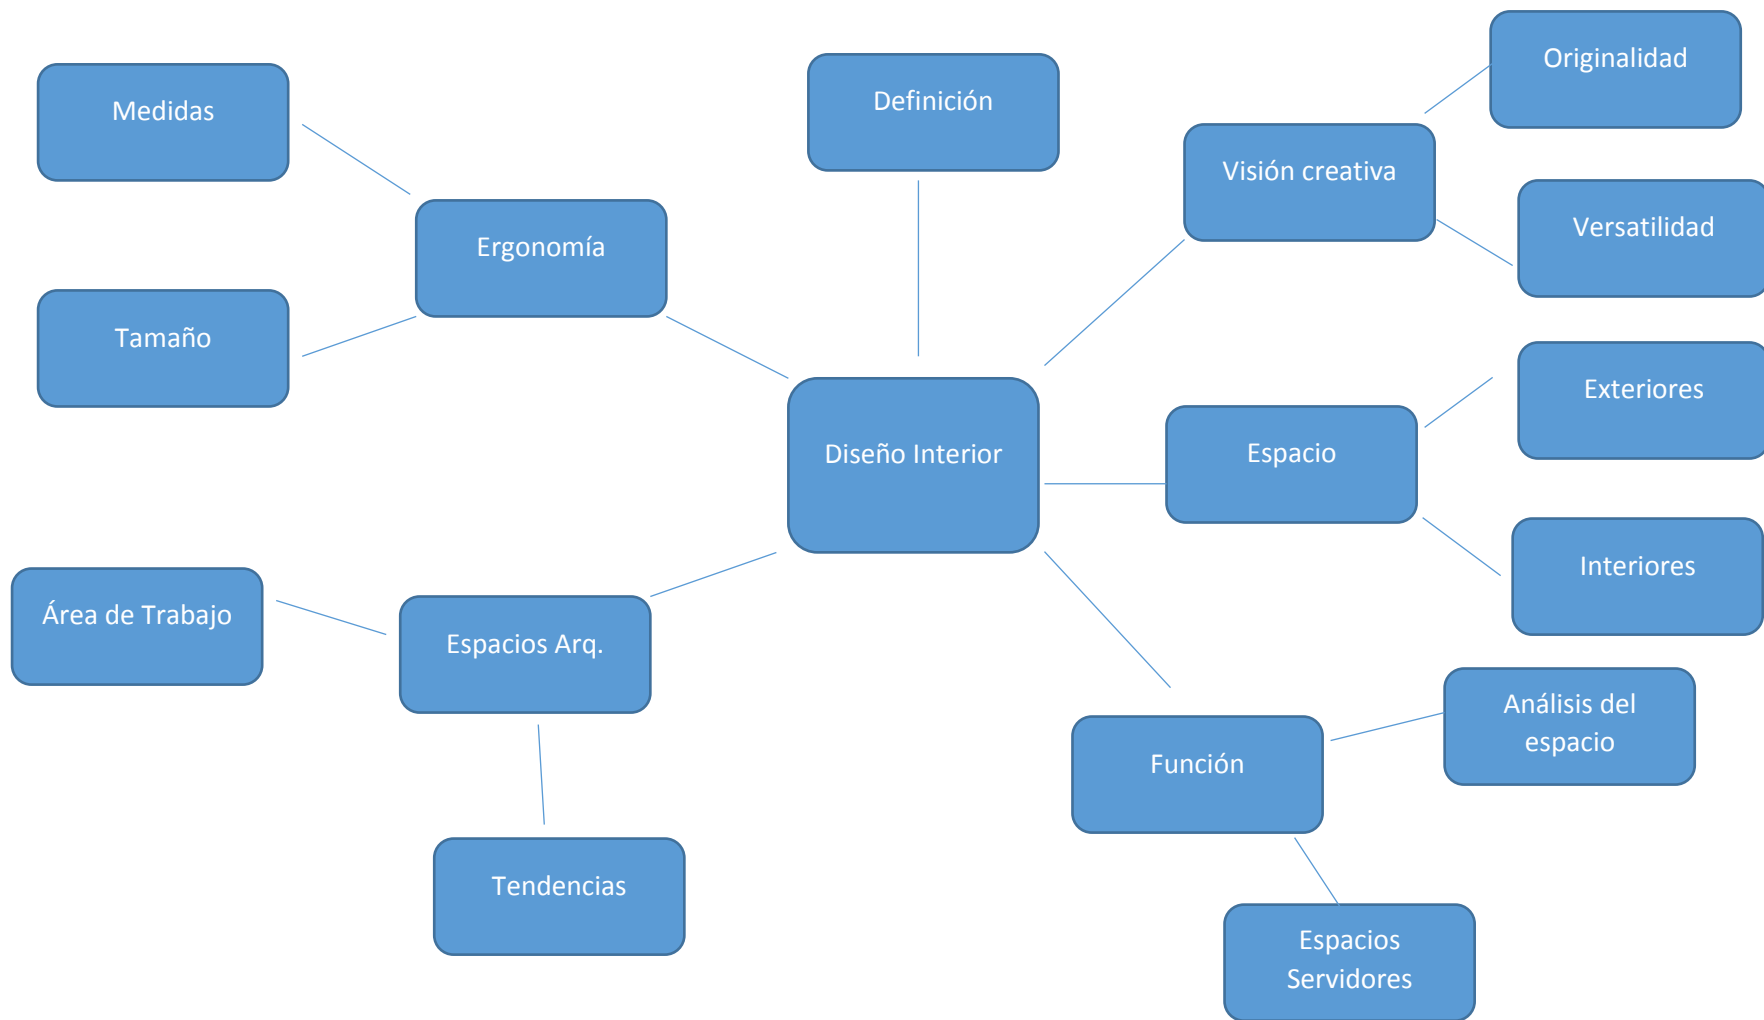 Originalidad
Definición
Medidas
Visión creativa
Versatilidad
Ergonomía
Tamaño
Exteriores
Diseño Interior
Espacio
Interiores
Área de Trabajo
Espacios Arq.
Análisis del
espacio
Función
Tendencias
Espacios
Servidores